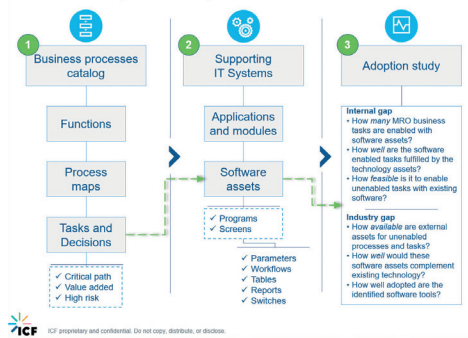 1
Business processes
catalog
Functions
Process
maps
Tasks and
Decisions
✓ Critical path
✓ Value added
✓ High risk
2
Supporting
IT Systems
Applications
and modules
Software
assets
✓ Programs
✓ Screens
✓ Parameters
✓ Workflows
✓ Tables
✓ Reports
✓ Switches
3
Adoption study
Internal gap
• How many MRO business
tasks are enabled with
software assets?
• How well are the software
enabled tasks fulfilled by the
technology assets?
• How feasible is it to enable
unenabled tasks with existing
software?
Industry gap
• How available are external
assets for unenabled
processes and tasks?
• How well would these
software assets complement
existing technology?
• How well adopted are the
identified software tools?
ICF
ICF proprietary and confidential. Do not copy, distribute, or disclose.